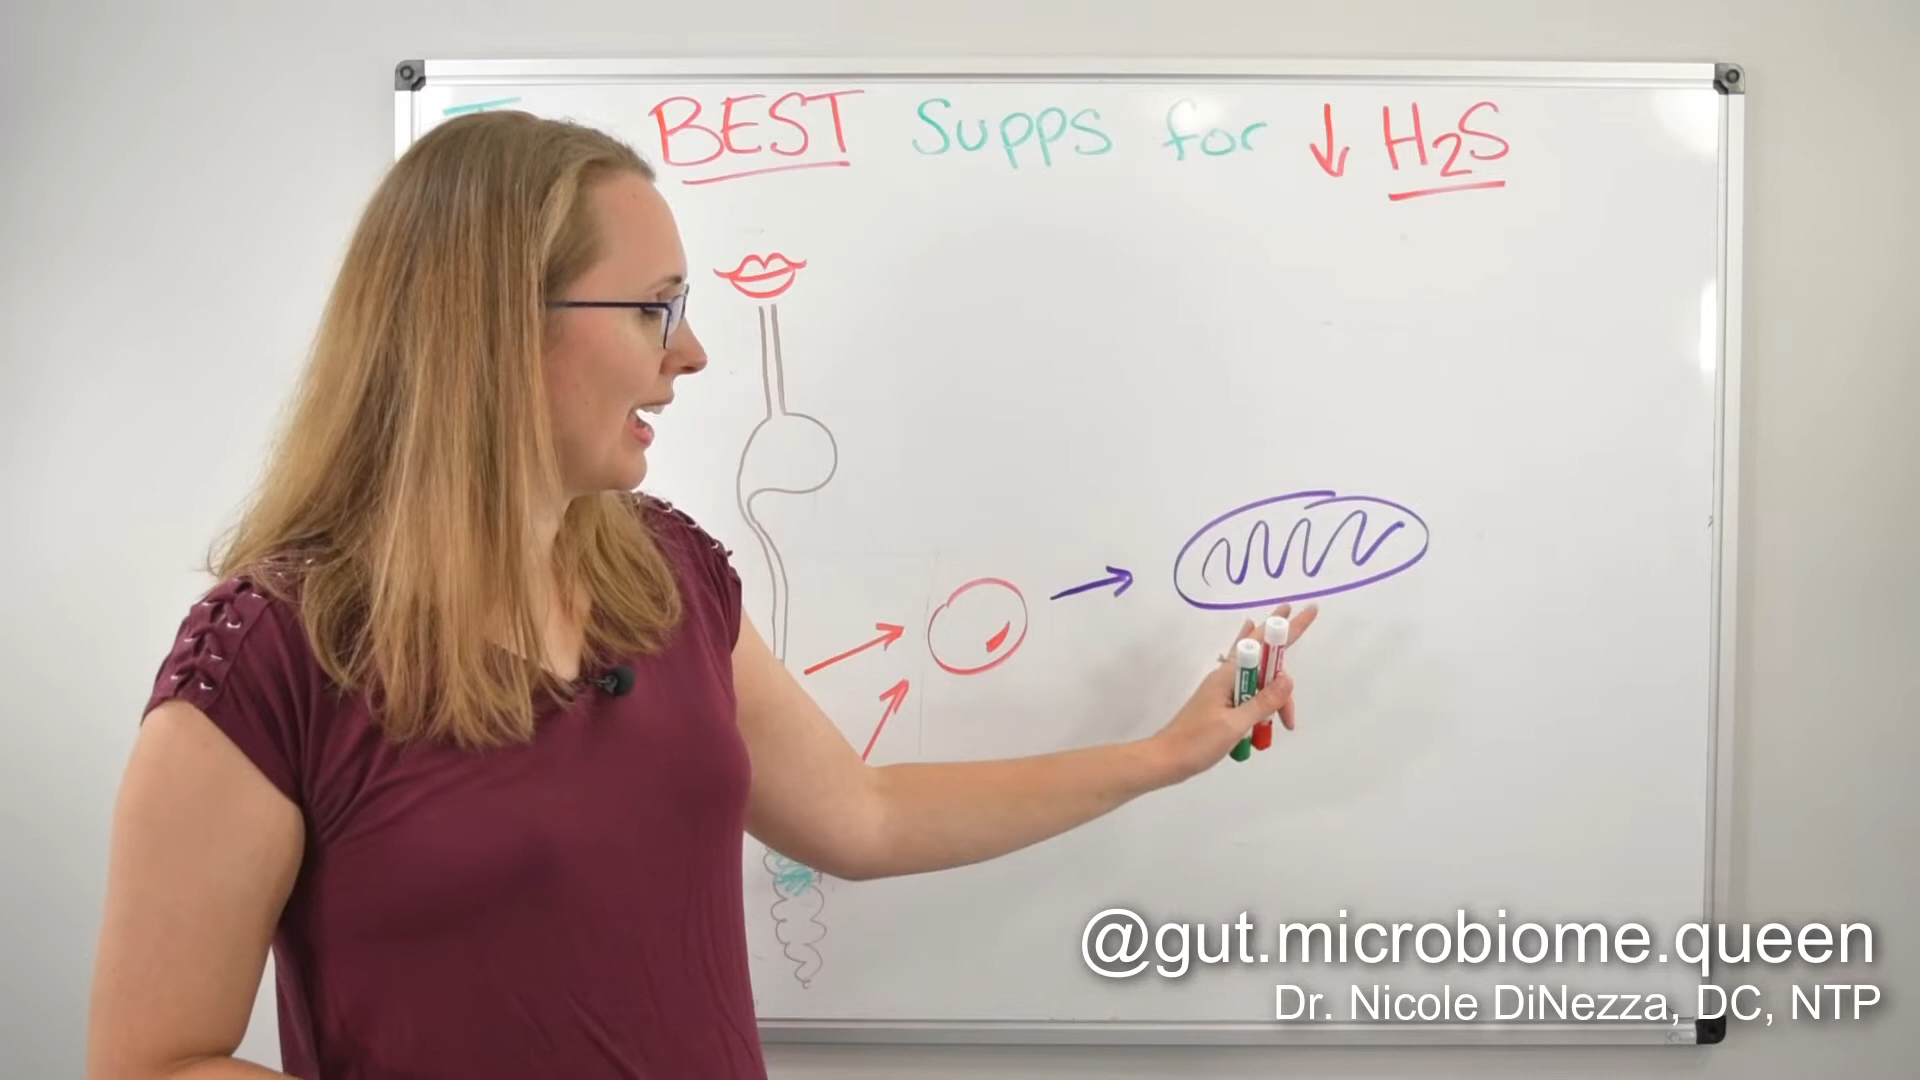 BEST Supps for ↓ H2S
@gut.microbiome.queen
Dr. Nicole DiNezza, DC, NTP